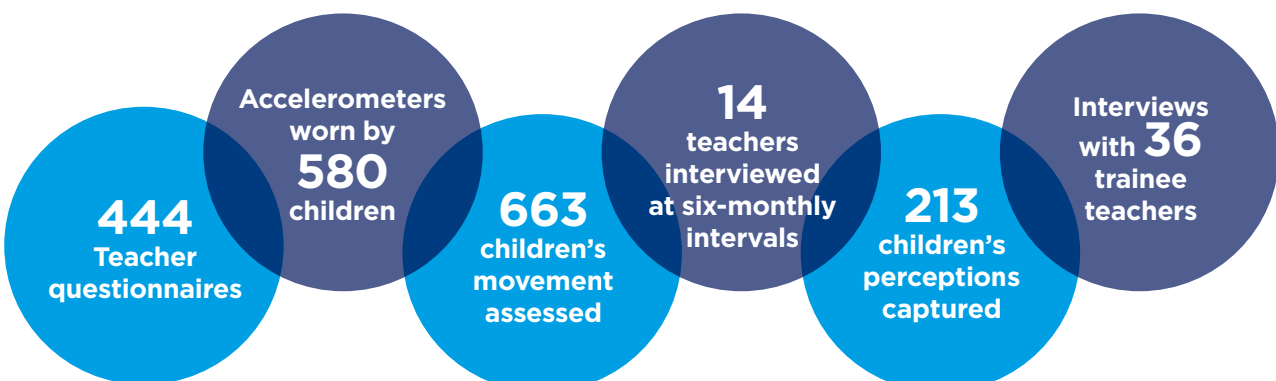 444
Teacher
questionnaires
Accelerometers
worn by
580
children
663
children’s
movement
assessed
14
teachers
interviewed
at six-monthly
intervals
213
children’s
perceptions
captured
Interviews
with 36
trainee
teachers